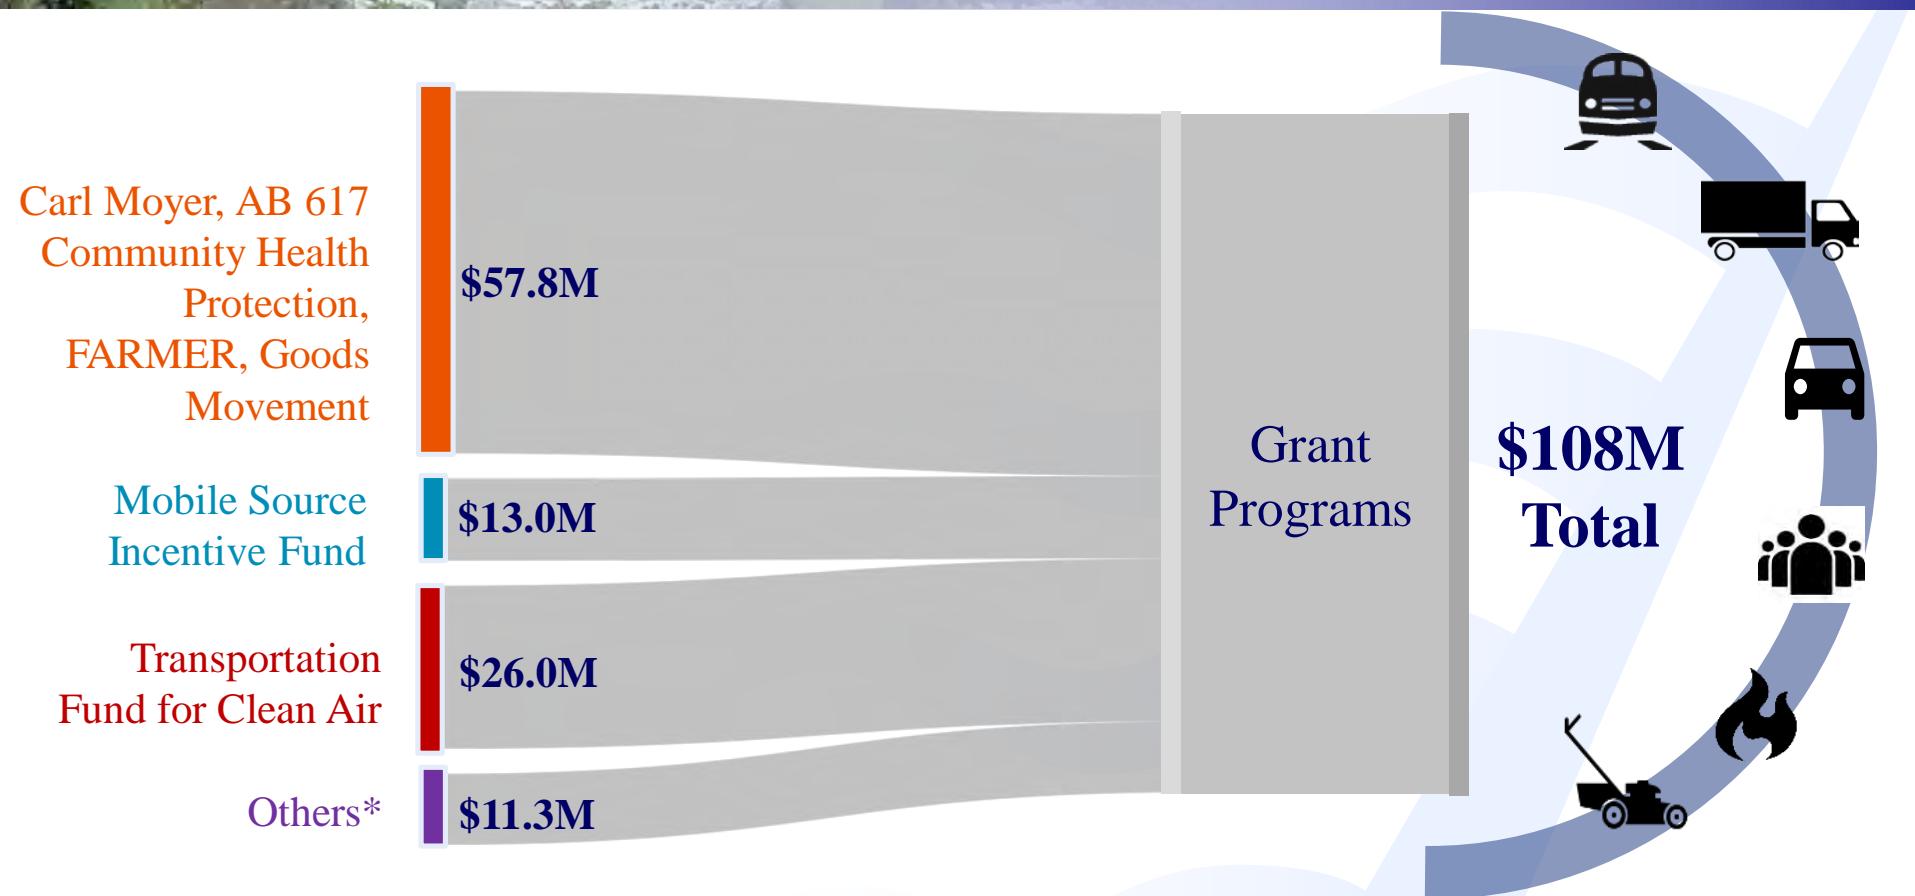 Carl Moyer, AB 617
Community Health
Protection,
FARMER, Goods
Movement
$57.8M
Mobile Source
Incentive Fund
$13.0M
Transportation
Fund for Clean Air
$26.0M
Others*
$11.3M
Grant
Programs
$108M
Total